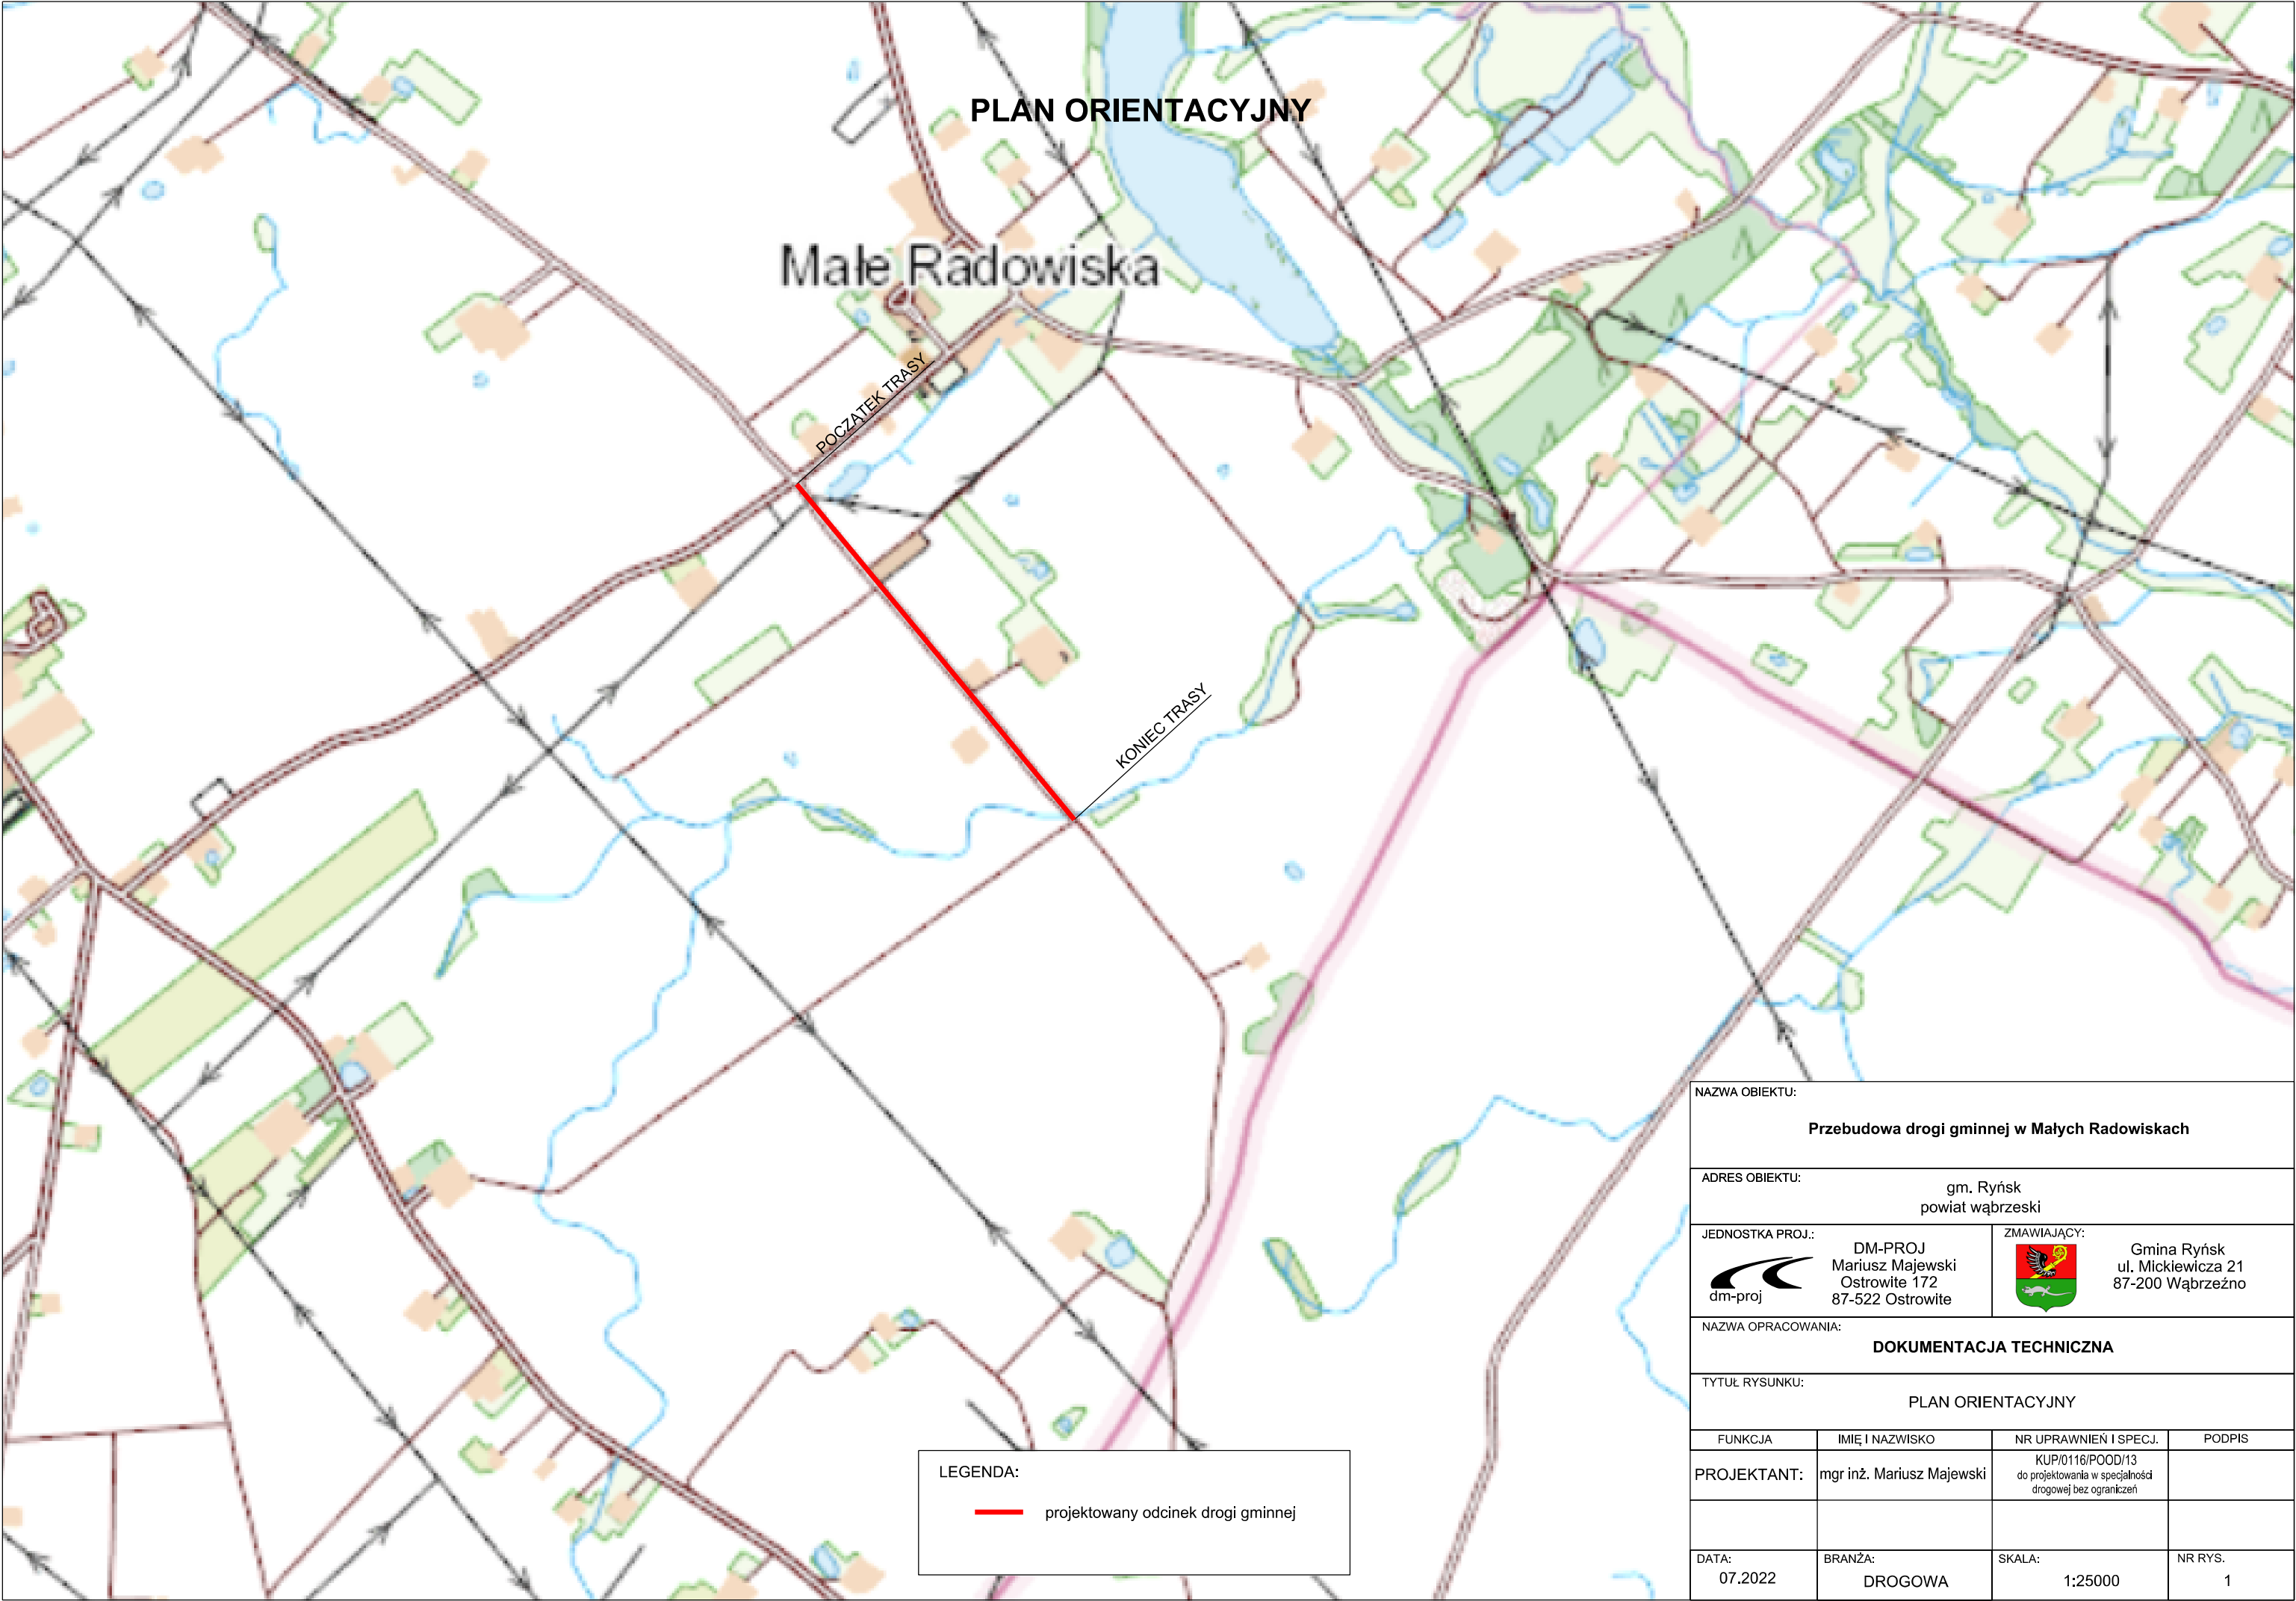 PLAN ORIENTACYJNY
Małe Radowiska
POCZĄTEK TRASY
KONIEC TRASY
LEGENDA:
projektowany odcinek drogi gminnej
NAZWA OBIEKTU:
Przebudowa drogi gminnej w Małych Radowiskach
ADRES OBIEKTU:
gm. Ryńsk
powiat wąbrzeski
JEDNOSTKA PROJ.:
dm-proj
DM-PROJ
Mariusz Majewski
Ostrowite 172
87-522 Ostrowite
ZMAWIAJĄCY:
Gmina Ryńsk
ul. Mickiewicza 21
87-200 Wąbrzeźno
NAZWA OPRACOWANIA:
DOKUMENTACJA TECHNICZNA
TYTUŁ RYSUNKU:
PLAN ORIENTACYJNY
FUNKCJA IMIĘ I NAZWISKO NR UPRAWNIEŃ I SPECJ. PODPIS
PROJEKTANT: mgr inż. Mariusz Majewski
KUP/0116/POOD/13
do projektowania w specjalności
drogowej bez ograniczeń
DATA:
07.2022
BRANŻA:
DROGOWA
SKALA:
1:25000
NR RYS.
1